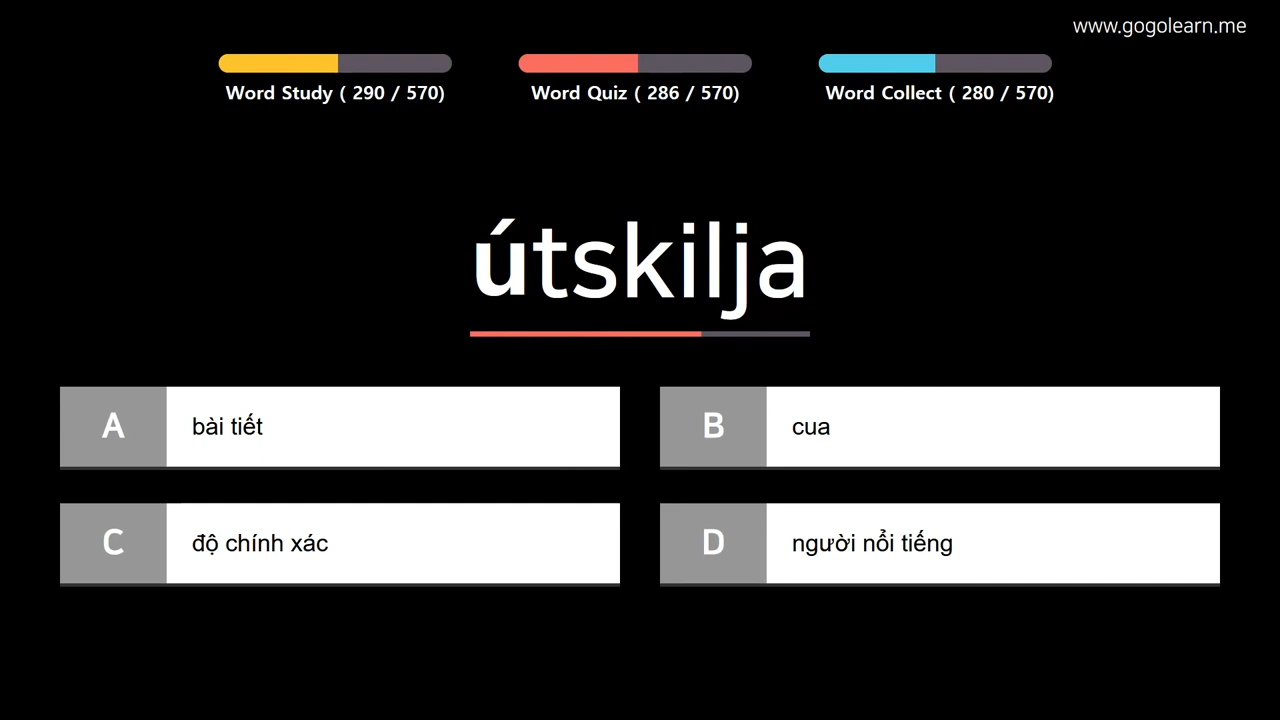 www.gogolearn.me
Word Study ( 290 / 570)
Word Quiz ( 286 / 570)
Word Collect ( 280 / 570)
útskilja
A bài tiết
B cua
C độ chính xác
D người nổi tiếng